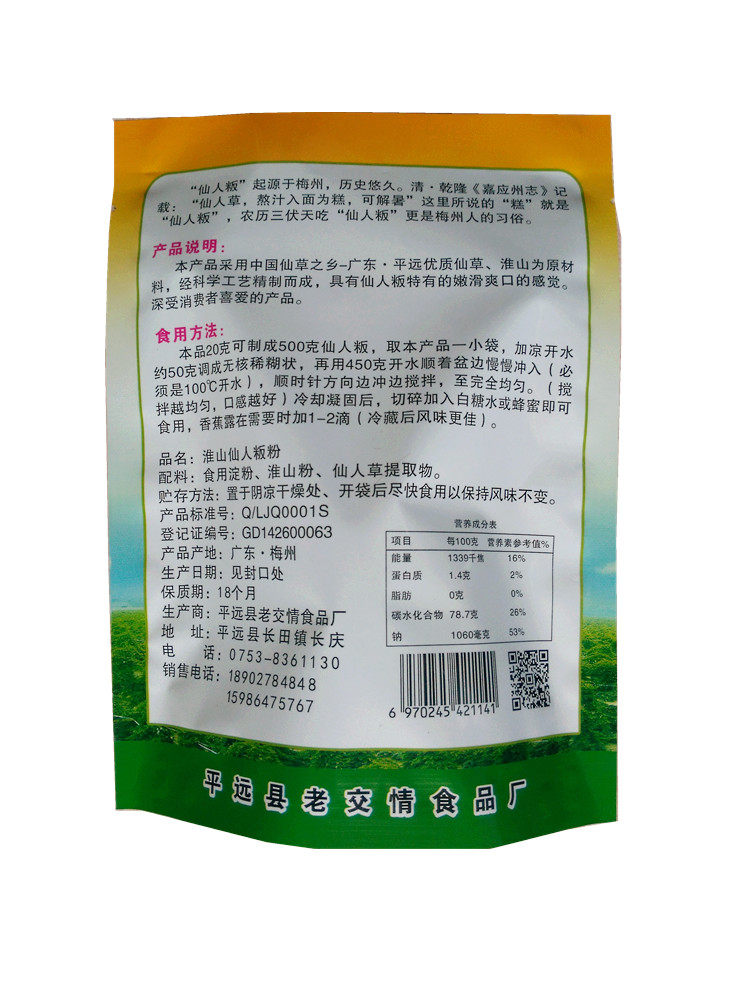 “仙人粄”起源于梅州，历史悠久。清·乾隆《嘉应州志》记
载：“仙人草，熬汁入面为糕，可解暑”这里所说的“糕”就是
“仙人粄”，农历三伏天吃“仙人粄”更是梅州人的习俗。
产品说明：
本产品采用中国仙草之乡-广东·平远优质仙草、淮山为原材
料，经科学工艺精制而成，具有仙人粄特有的嫩滑爽口的感觉。
深受消费者喜爱的产品。
食用方法：
本品20克可制成500克仙人粄，取本产品一小袋，加凉开水
约50克调成无核稀糊状，再用450克开水顺着盆边慢慢冲入（必
须是100℃开水），顺时针方向边冲边搅拌，至完全均匀。（搅
拌越均匀，口感越好）冷却凝固后，切碎加入白糖水或蜂蜜即可
食用，香蕉露在需要时加1-2滴（冷藏后风味更佳）。
品名：淮山仙人粄粉
配料：食用淀粉、淮山粉、仙人草提取物。
贮存方法：置于阴凉干燥处、开袋后尽快食用以保持风味不变。
产品标准号：Q/LJQ0001S
登记证编号：GD142600063
产品产地：广东·梅州
生产日期：见封口处
保质期：18个月
生产商：平远县老交情食品厂
地 址：平远县长田镇长庆
电 话：0753-8361130
销售电话：18902784848
15986475767
营养成分表
项目 每100克 营养素参考值%
能量 1339千焦 16%
蛋白质 1.4克 2%
脂肪 0克 0%
碳水化合物 78.7克 26%
钠 1060毫克 53%
6 970245 421141
平远县老交情食品厂